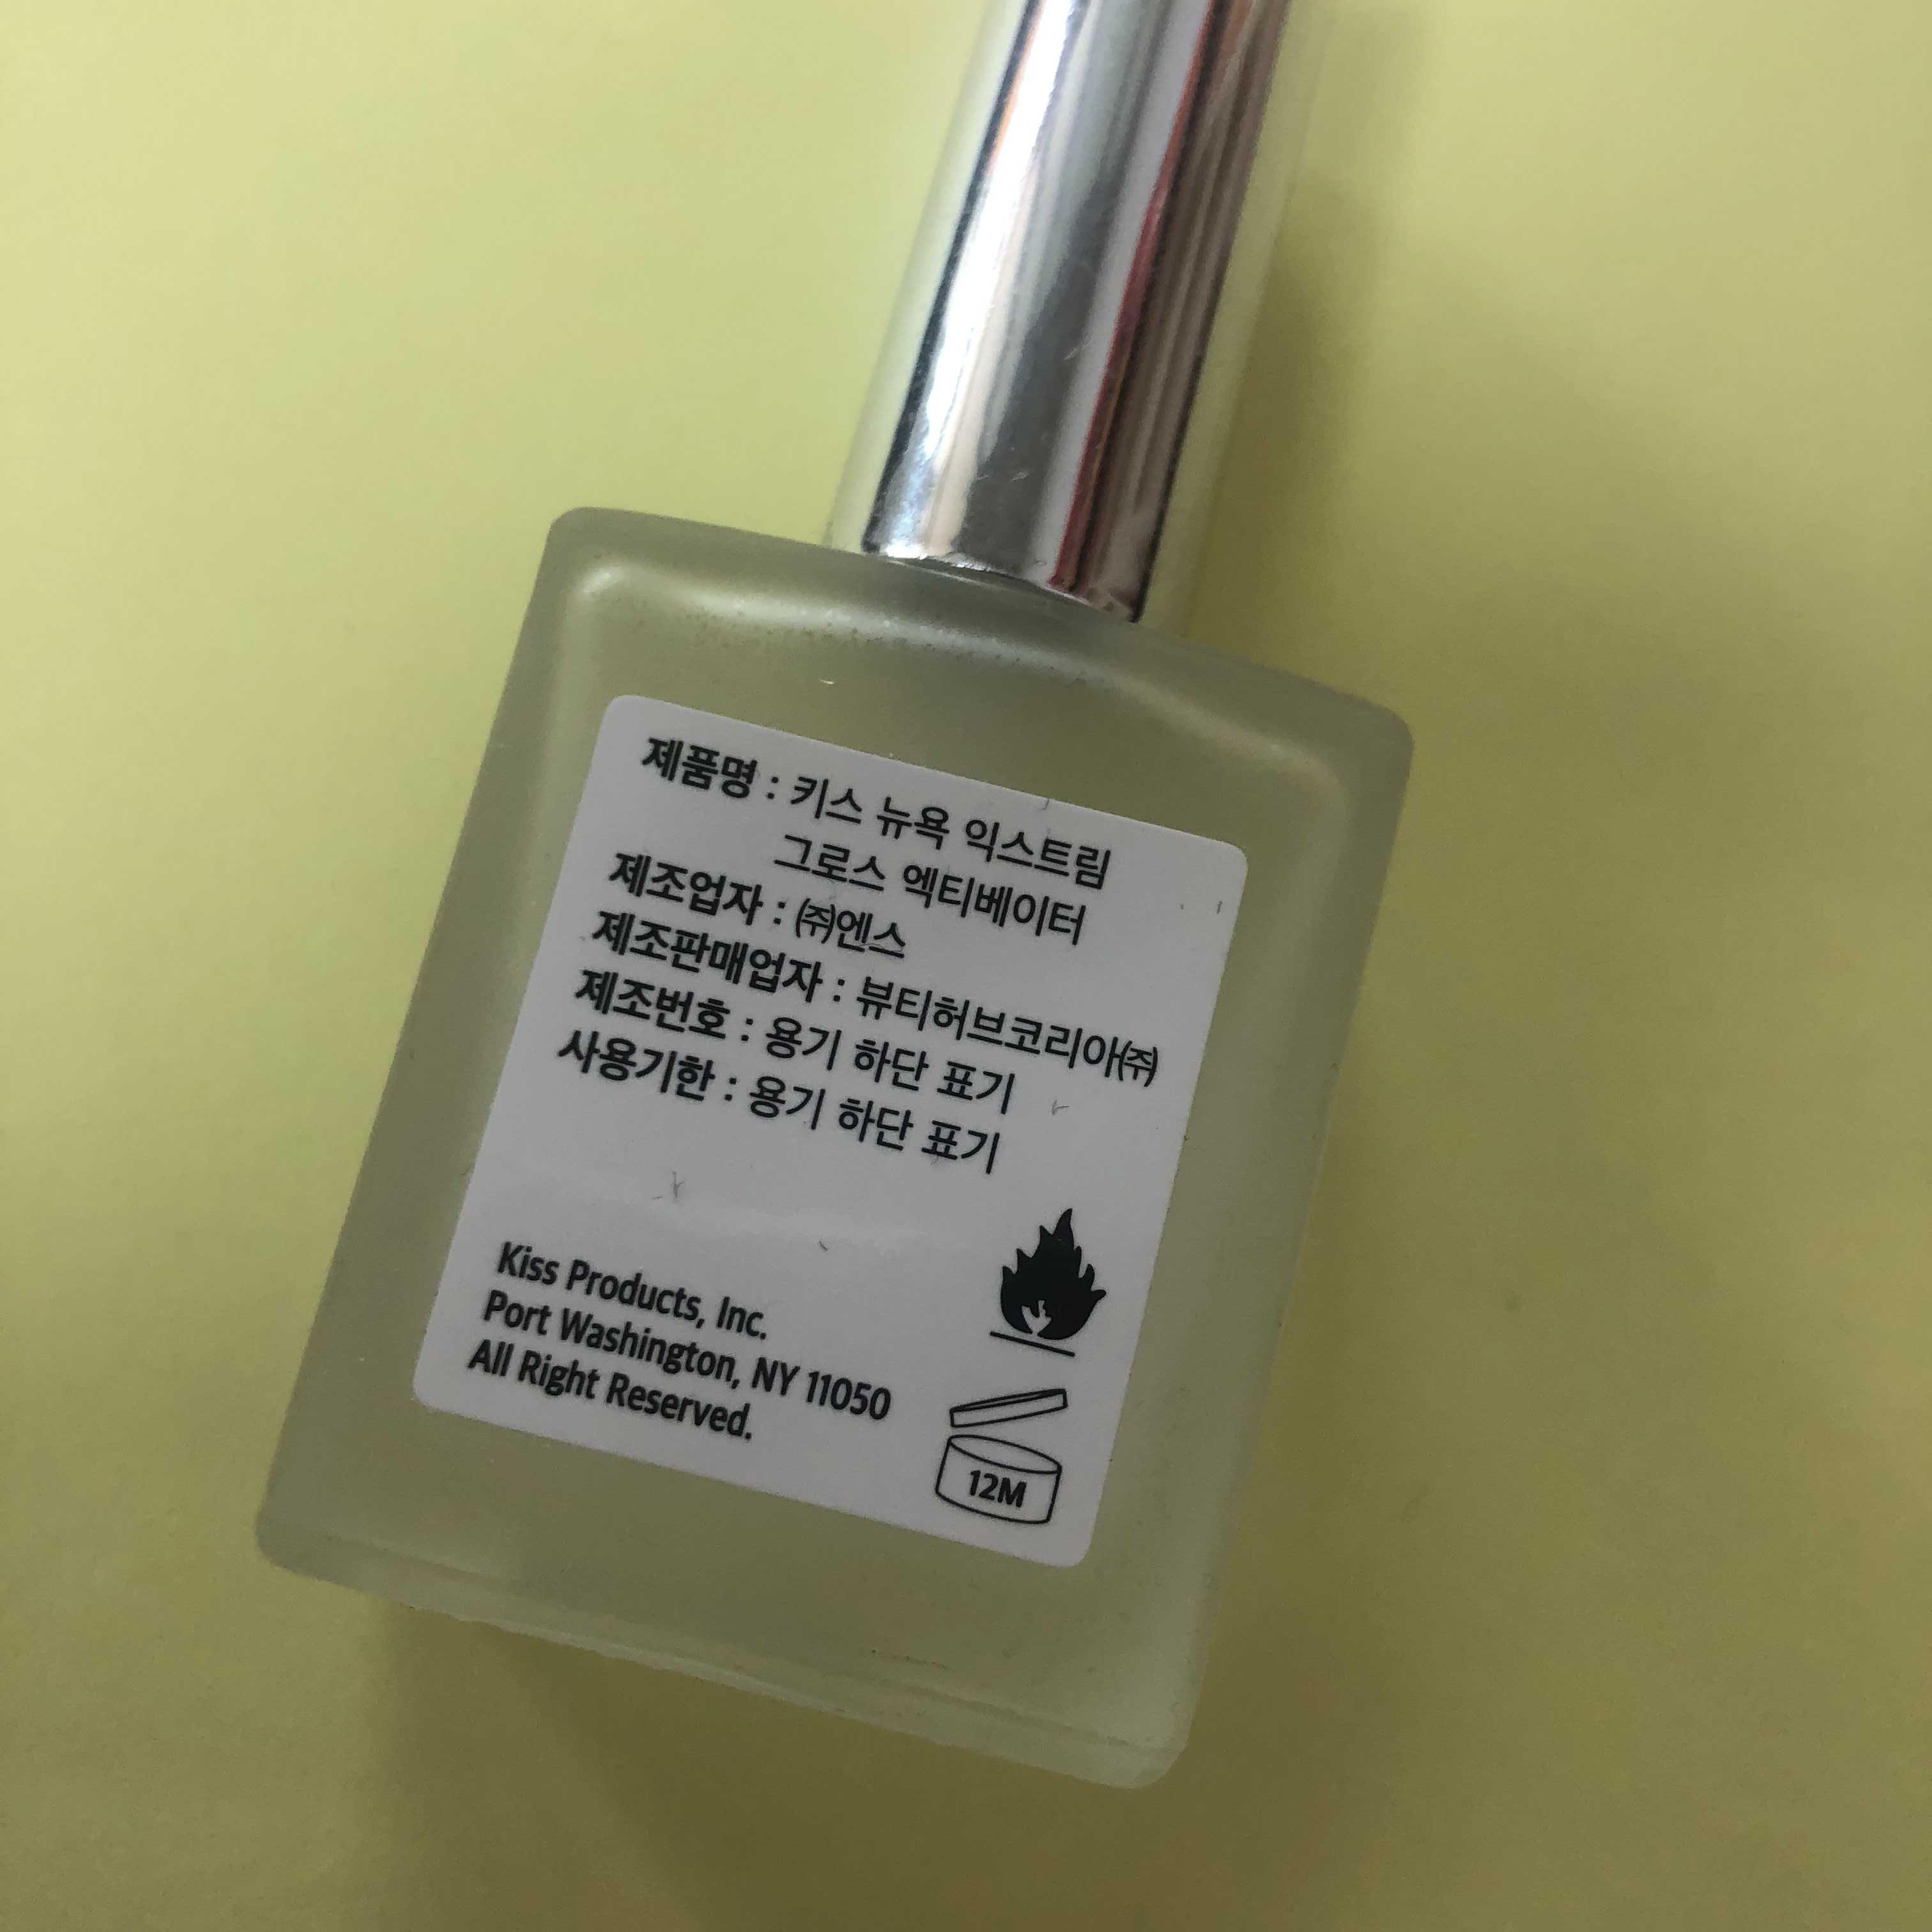 제품명 : 키스 뉴욕 익스트림
그로스 엑티베이터
제조업자 : ㈜엔스
제조판매업자 : 뷰티허브코리아㈜
제조번호 : 용기 하단 표기
사용기한 : 용기 하단 표기
Kiss Products, Inc.
Port Washington, NY 11050
All Right Reserved.
12M